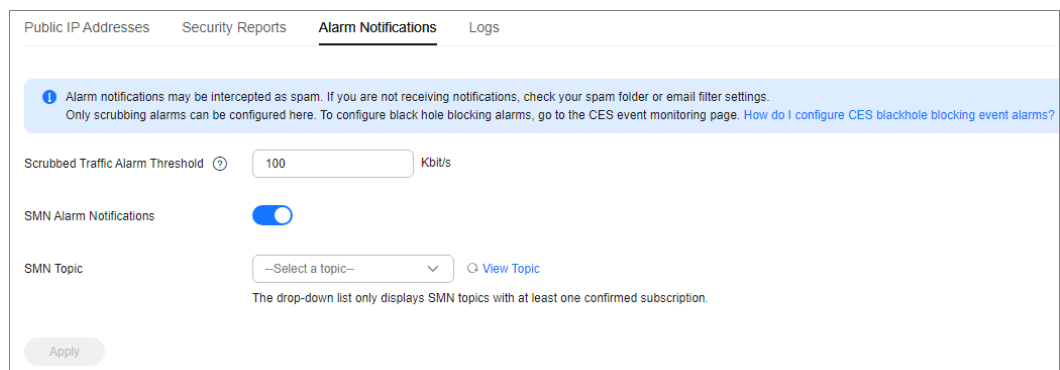 Public IP Addresses Security Reports Alarm Notifications Logs
Alarm notifications may be intercepted as spam. If you are not receiving notifications, check your spam folder or email filter settings.
Only scrubbing alarms can be configured here. To configure black hole blocking alarms, go to the CES event monitoring page. How do I configure CES blackhole blocking event alarms?
Scrubbed Traffic Alarm Threshold ? 100 Kbit/s
SMN Alarm Notifications
SMN Topic --Select a topic-- View Topic
The drop-down list only displays SMN topics with at least one confirmed subscription.
Apply